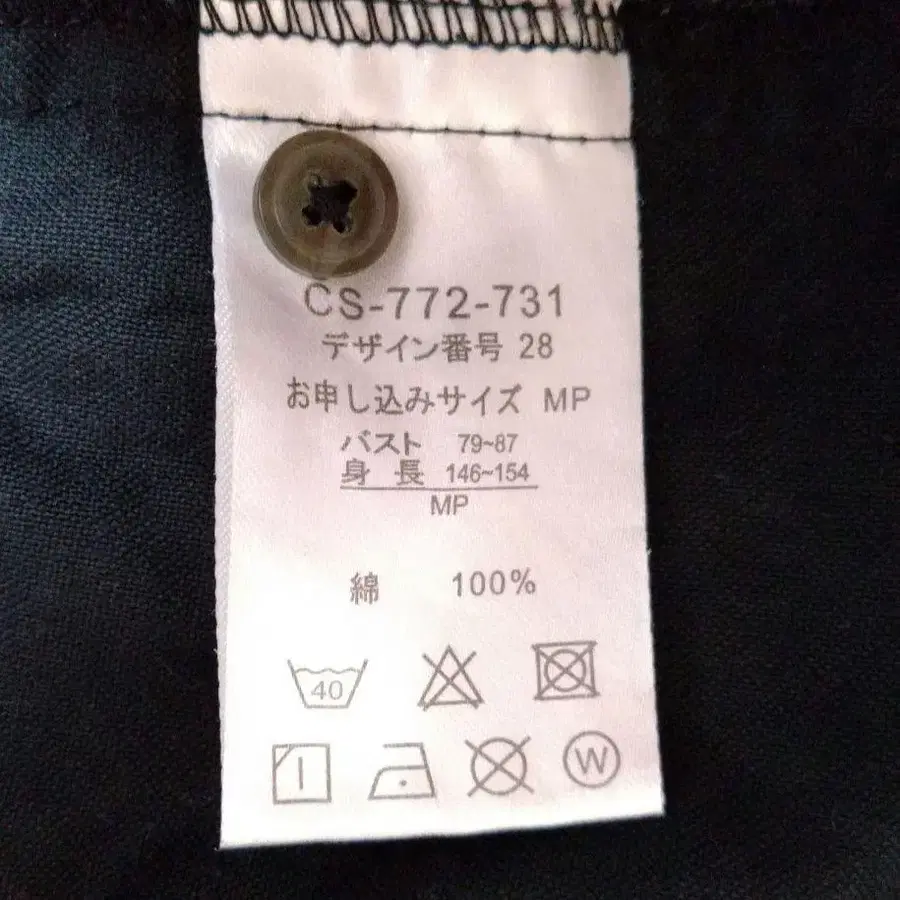 CS-772-731
デザイン番号 28
お申し込みサイズ MP
バスト 79~87
身長 146~154
MP
綿 100%
40
W